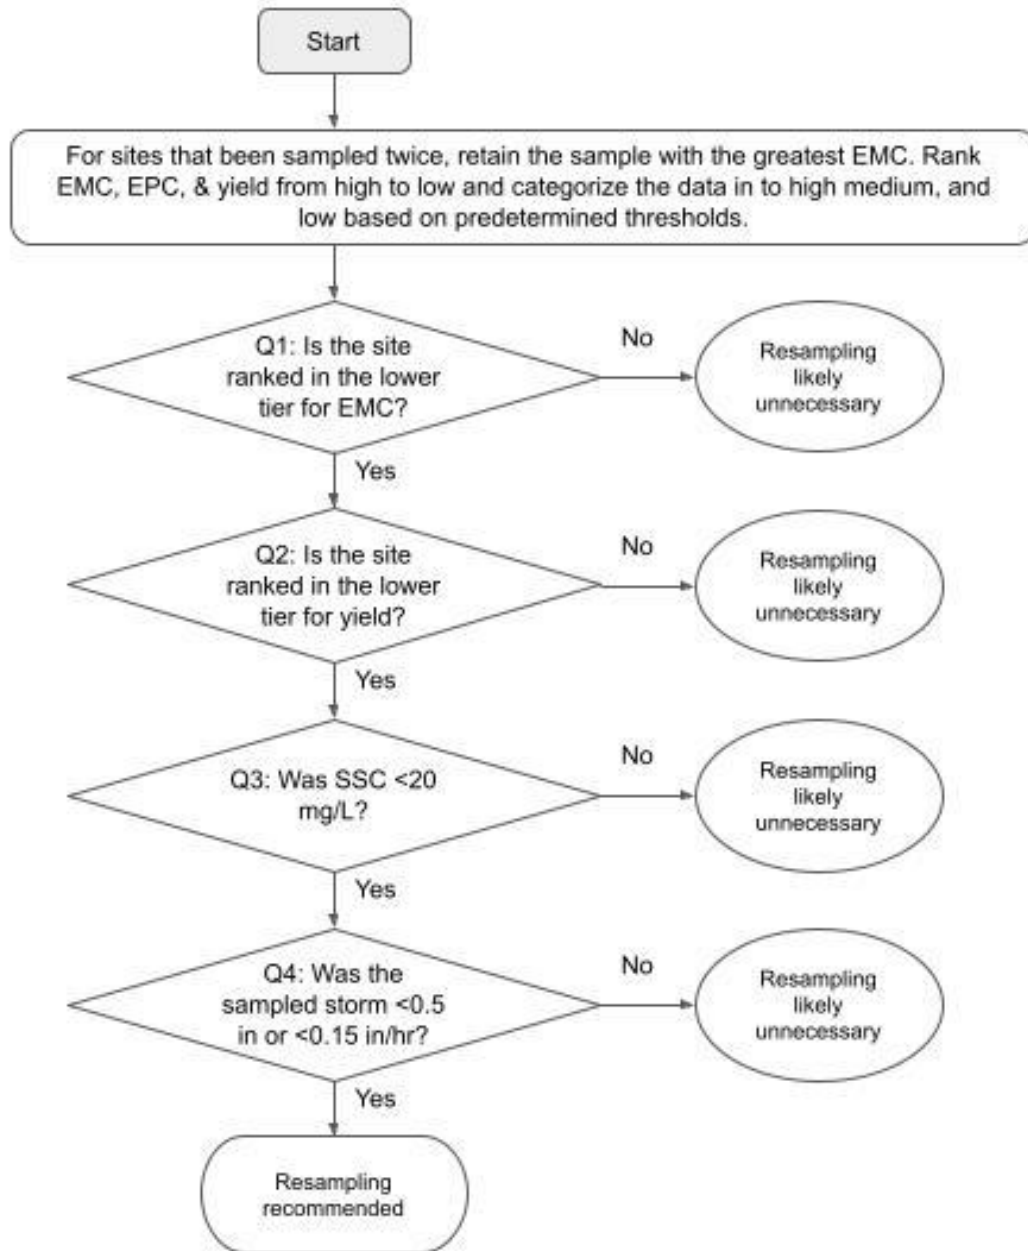 Start
For sites that been sampled twice, retain the sample with the greatest EMC. Rank
EMC, EPC, & yield from high to low and categorize the data in to high medium, and
low based on predetermined thresholds.
Q1: Is the site
ranked in the lower
tier for EMC?
No
Resampling
likely
unnecessary
Yes
Q2: Is the site
ranked in the lower
tier for yield?
No
Resampling
likely
unnecessary
Yes
Q3: Was SSC <20
mg/L?
No
Resampling
likely
unnecessary
Yes
Q4: Was the
sampled storm <0.5
in or <0.15 in/hr?
No
Resampling
likely
unnecessary
Yes
Resampling
recommended